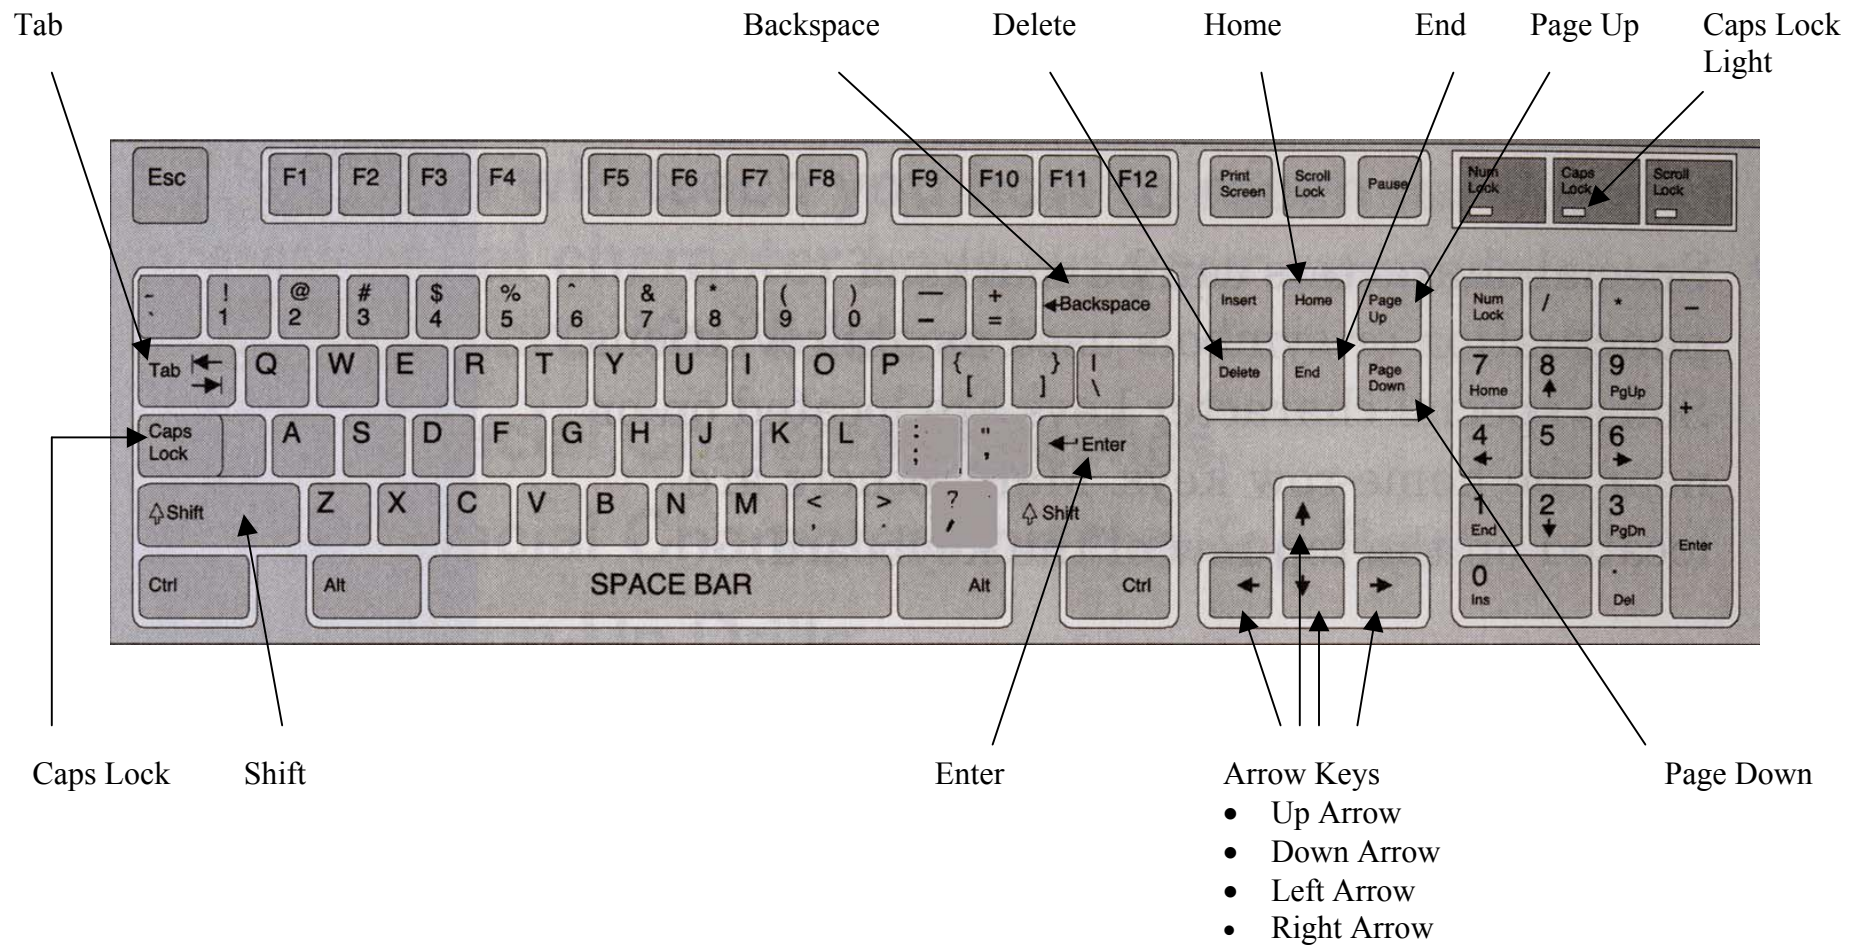 Tab Backspace Delete Home End Page Up Caps Lock
Light
Esc F1 F2 F3 F4 F5 F6 F7 F8 F9 F10 F11 F12 Print Screen Scroll Lock Pause Num Lock Caps Lock Scroll Lock
~ ` ! 1 @ 2 # 3 $ 4 % 5 ^ 6 & 7 * 8 ( 9 ) 0 — – + = ←Backspace Insert Home Page Up Num Lock / * –
Tab Q W E R T Y U I O P { [ } ] | \ Delete End Page Down 7 Home 8 ↑ 9 PgUp +
Caps Lock A S D F G H J K L : ; " ' ↵ Enter 4 ← 5 6 →
⇧ Shift Z X C V B N M < , > . ? / ⇧ Shift ↑ 1 End 2 ↓ 3 PgDn Enter
Ctrl Alt SPACE BAR Alt Ctrl ← ↓ → 0 Ins . Del
Caps Lock Shift Enter Arrow Keys Page Down
• Up Arrow
• Down Arrow
• Left Arrow
• Right Arrow